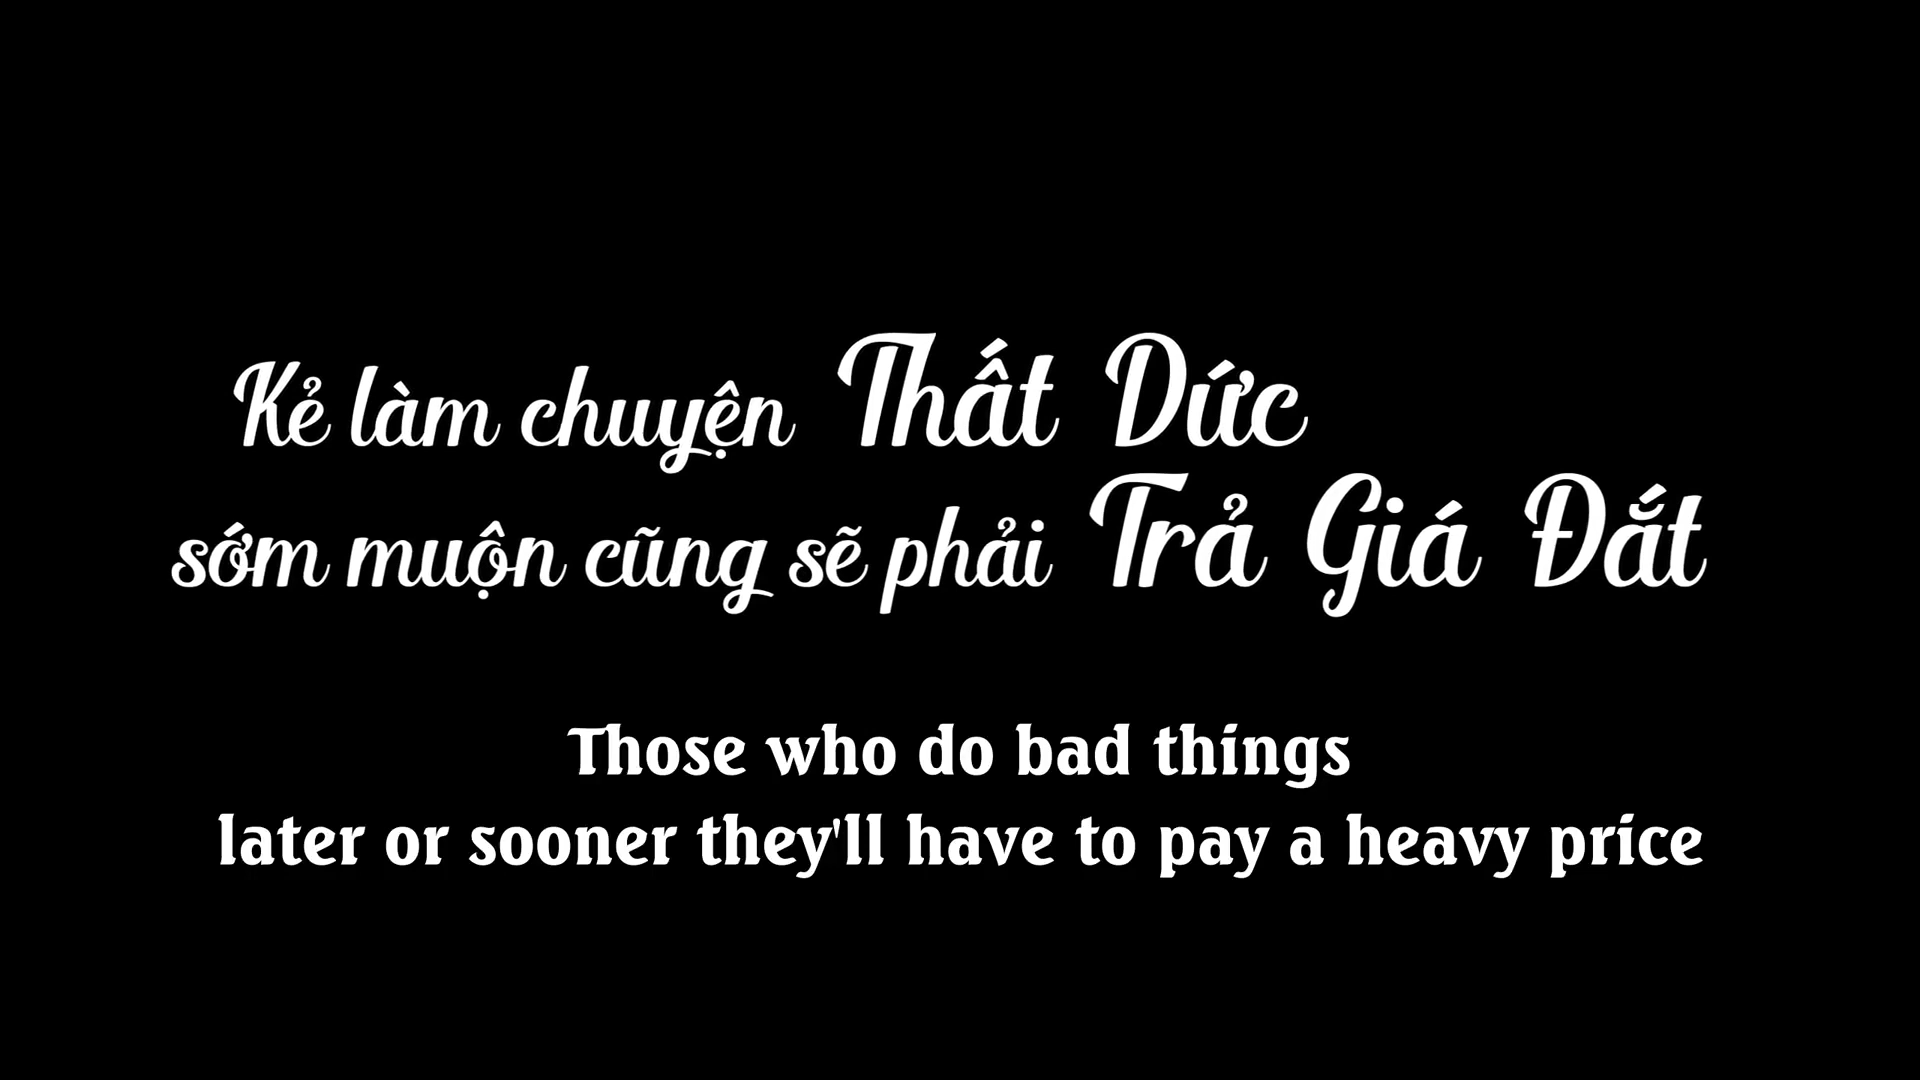 Kẻ làm chuyện Thất Dức
sớm muộn cũng sẽ phải Trả Giá Đắt
Those who do bad things
later or sooner they'll have to pay a heavy price